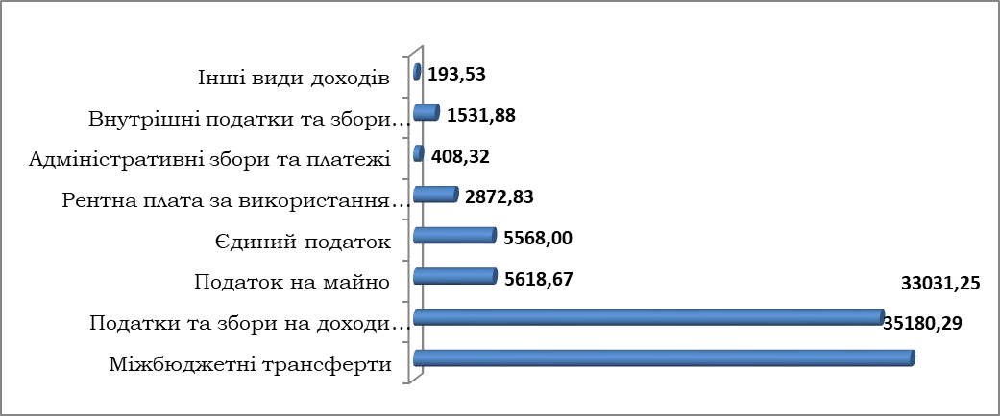 Інші види доходів
193,53
Внутрішні податки та збори…
1531,88
Адміністративні збори та платежі
408,32
Рентна плата за використання…
2872,83
Єдиний податок
5568,00
Податок на майно
5618,67
33031,25
Податки та збори на доходи…
35180,29
Міжбюджетні трансферти